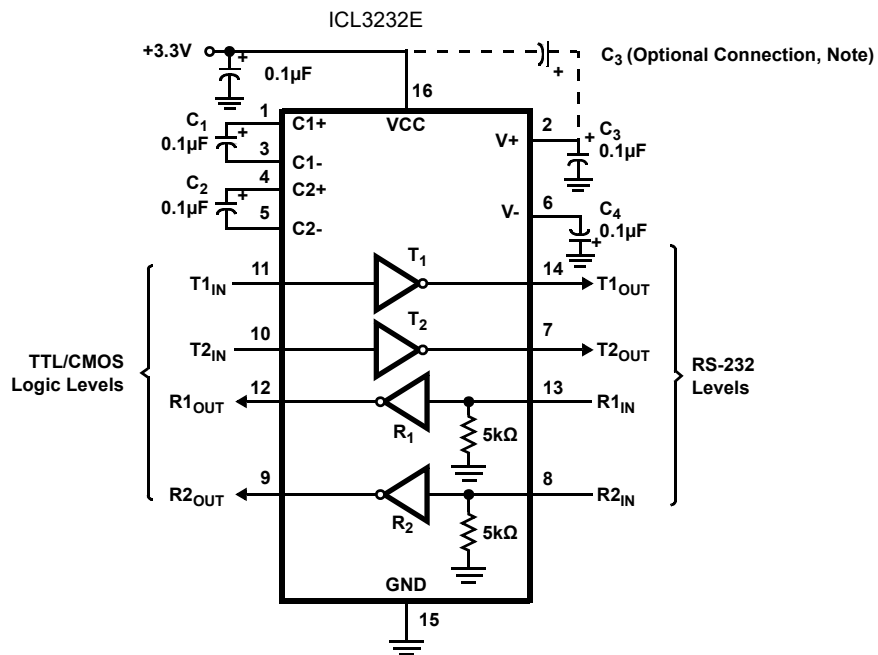 ICL3232E
+3.3V
+
0.1µF
+
C3 (Optional Connection, Note)
16
VCC
C1
0.1µF
+
1
C1+
3
C1-
C2
0.1µF
+
4
C2+
5
C2-
2
V+
+
C3
0.1µF
6
V-
C4
0.1µF
+
T1IN
11
T1
14
T1OUT
T2IN
10
T2
7
T2OUT
TTL/CMOS
Logic Levels
RS-232
Levels
R1OUT
12
R1
13
R1IN
5kΩ
R2OUT
9
R2
8
R2IN
5kΩ
GND
15